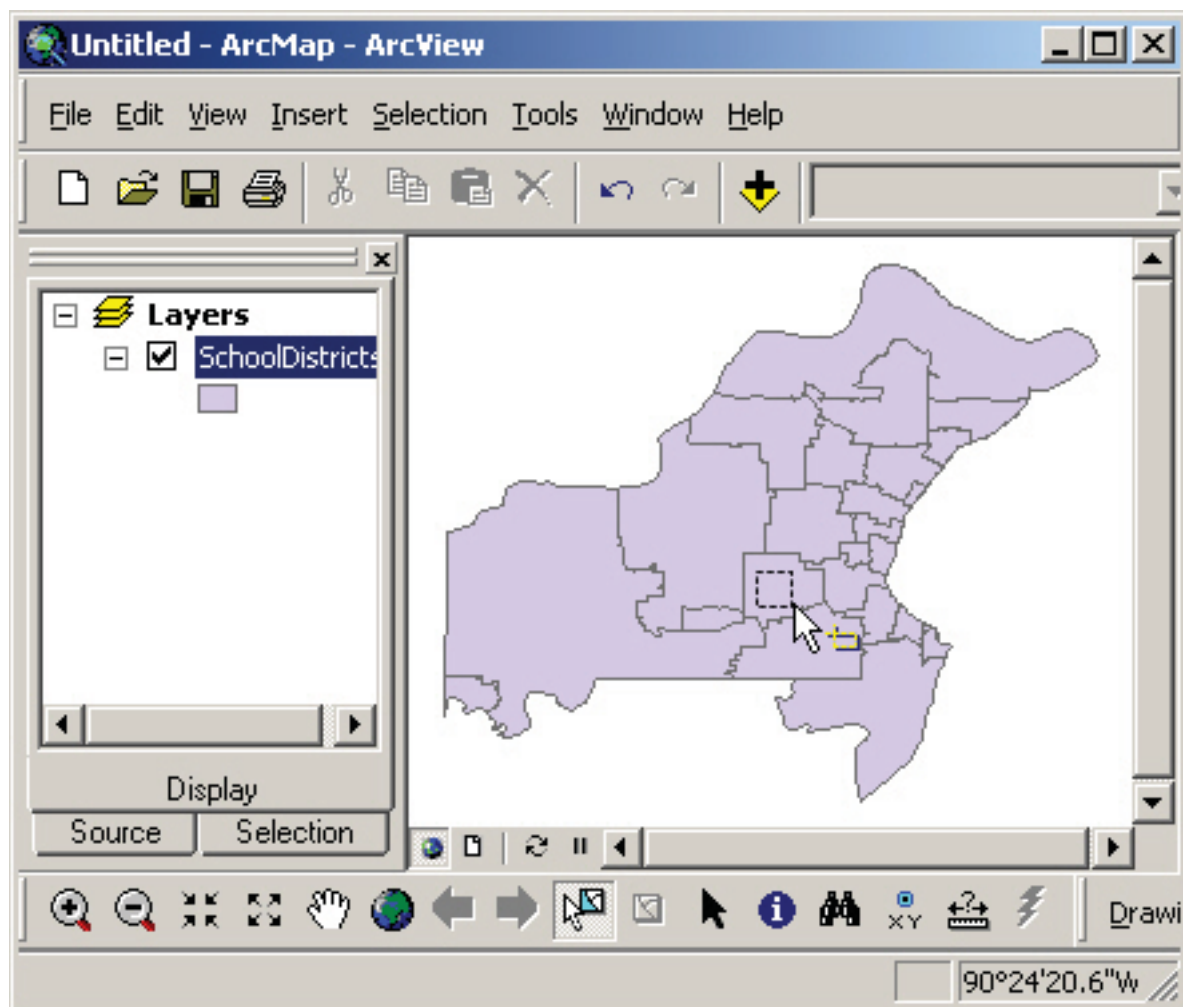 Untitled - ArcMap - ArcView
File Edit View Insert Selection Tools Window Help
Layers
SchoolDistricts
Display
Source Selection
XY
?
Drawi
90°24'20.6"W